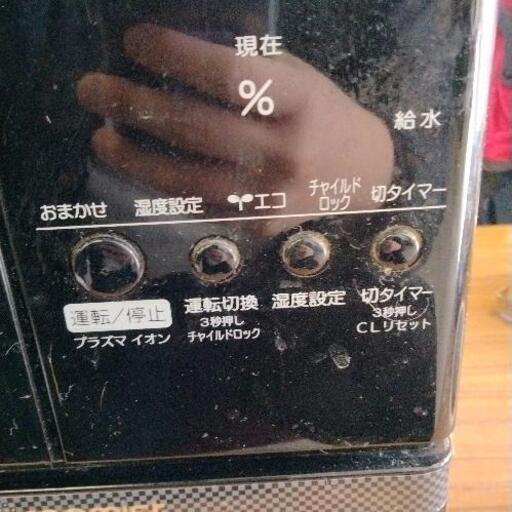 現在
%
給水
おまかせ 湿度設定 エコ チャイルドロック 切タイマー
運転/停止 運転切換 湿度設定 切タイマー
プラズマ イオン 3秒押し チャイルドロック 3秒押し CLリセット
mist